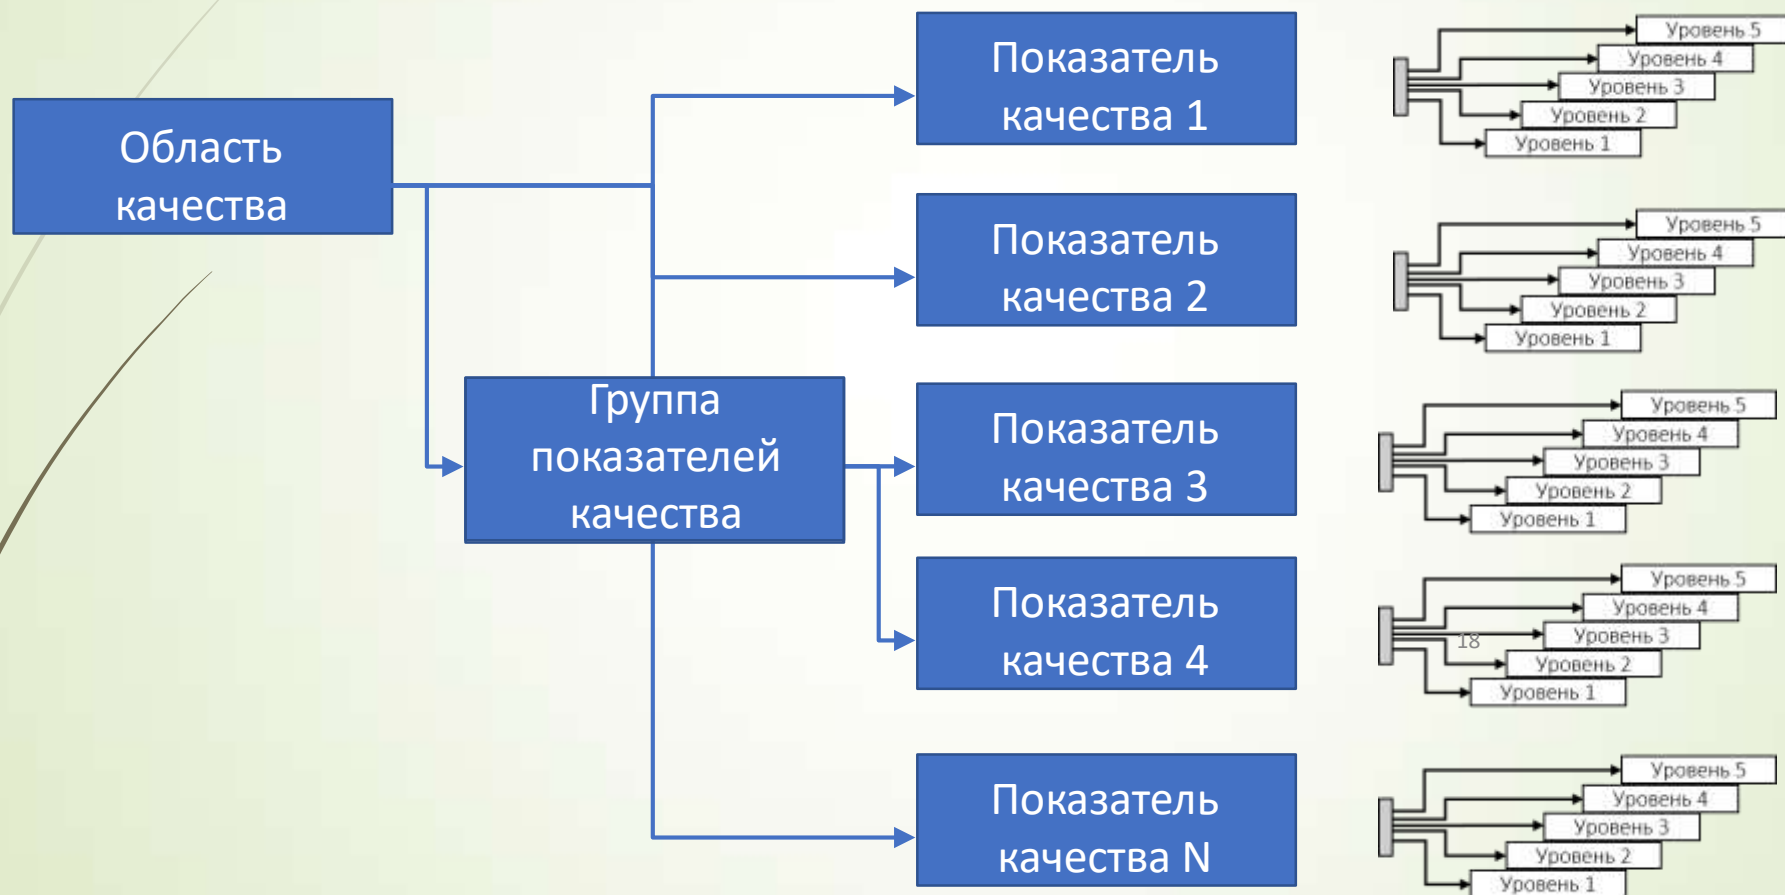 Область
качества
Группа
показателей
качества
Показатель
качества 1
Уровень 5
Уровень 4
Уровень 3
Уровень 2
Уровень 1
Показатель
качества 2
Уровень 5
Уровень 4
Уровень 3
Уровень 2
Уровень 1
Показатель
качества 3
Уровень 5
Уровень 4
Уровень 3
Уровень 2
Уровень 1
Показатель
качества 4
Уровень 5
Уровень 4
Уровень 3
18
Уровень 2
Уровень 1
Показатель
качества N
Уровень 5
Уровень 4
Уровень 3
Уровень 2
Уровень 1